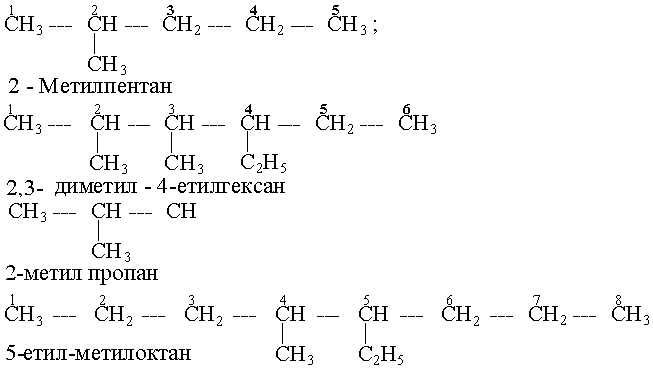 1 2 3 4 5
CH3 --- CH --- CH2 --- CH2 --- CH3 ;
CH3
2 - Метилпентан
1 2 3 4 5 6
CH3 --- CH --- CH --- CH --- CH2 --- CH3
CH3 CH3 C2H5
2,3- диметил - 4-етилгексан
CH3 --- CH --- CH
CH3
2-метил пропан
1 2 3 4 5 6 7 8
CH3 --- CH2 --- CH2 --- CH --- CH --- CH2 --- CH2 --- CH3
CH3 C2H5
5-етил-метилоктан